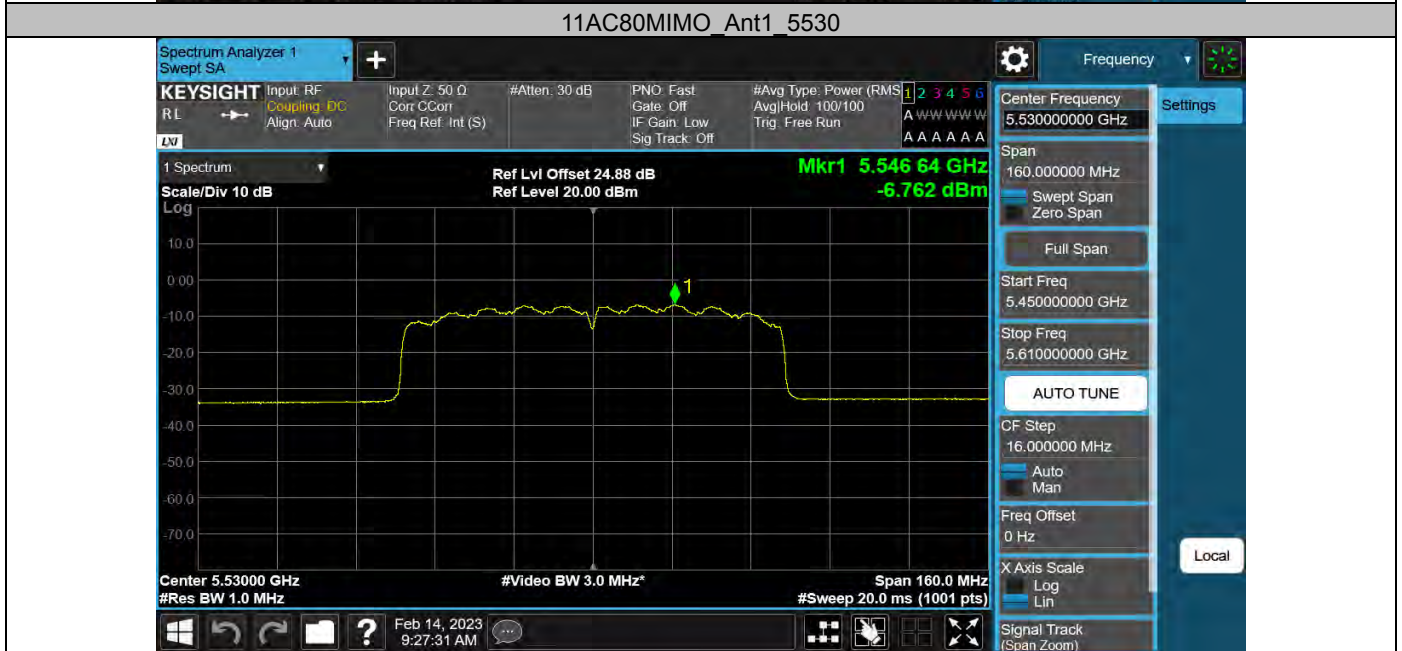 11AC80MIMO_Ant1_5530
Spectrum Analyzer 1
Swept SA
Frequency
KEYSIGHT
RL
LXI
Input: RF
Coupling: DC
Align: Auto
Input Z: 50 Ω
Corr CCorr
Freq Ref: Int (S)
#Atten: 30 dB
PNO: Fast
Gate: Off
IF Gain: Low
Sig Track: Off
#Avg Type: Power (RMS
Avg|Hold: 100/100
Trig: Free Run
1 2 3 4 5 6
A W W W W W
A A A A A A
Center Frequency
5.530000000 GHz
Settings
1 Spectrum
Scale/Div 10 dB
Log
Ref Lvl Offset 24.88 dB
Ref Level 20.00 dBm
Mkr1 5.546 64 GHz
-6.762 dBm
10.0
0.00
-10.0
-20.0
-30.0
-40.0
-50.0
-60.0
-70.0
1
Span
160.000000 MHz
Swept Span
Zero Span
Full Span
Start Freq
5.450000000 GHz
Stop Freq
5.610000000 GHz
AUTO TUNE
CF Step
16.000000 MHz
Auto
Man
Freq Offset
0 Hz
X Axis Scale
Log
Lin
Signal Track
(Span Zoom)
Local
Center 5.53000 GHz
#Res BW 1.0 MHz
#Video BW 3.0 MHz*
Span 160.0 MHz
#Sweep 20.0 ms (1001 pts)
?
Feb 14, 2023
9:27:31 AM